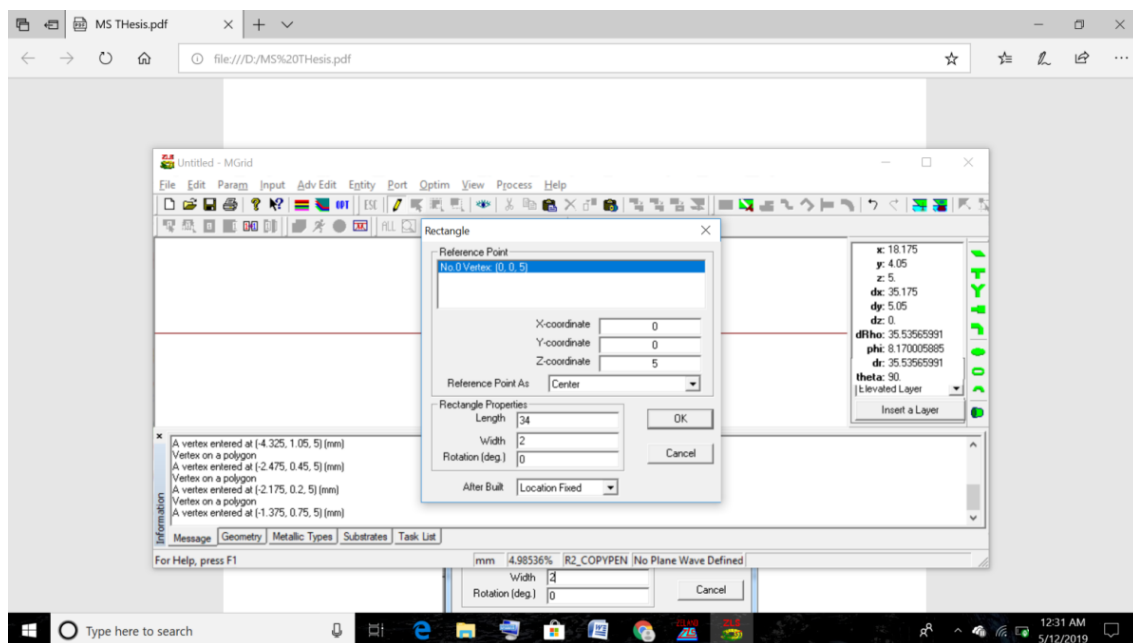 MS THesis.pdf
file:///D:/MS%20THesis.pdf
Untitled - MGrid
File Edit Param Input Adv Edit Entity Port Optim View Process Help
Rectangle
Reference Point
No.0 Vertex: (0, 0, 5)
X-coordinate 0
Y-coordinate 0
Z-coordinate 5
Reference Point As Center
Rectangle Properties
Length 34
Width 2
Rotation (deg.) 0
OK
Cancel
After Built Location Fixed
x: 18.175
y: 4.05
z: 5.
dx: 35.175
dy: 5.05
dz: 0.
dRho: 35.53565991
phi: 8.170005885
dr: 35.53565991
theta: 90.
Elevated Layer
Insert a Layer
Information
A vertex entered at (-4.325, 1.05, 5) (mm)
Vertex on a polygon
A vertex entered at (-2.475, 0.45, 5) (mm)
Vertex on a polygon
A vertex entered at (-2.175, 0.2, 5) (mm)
Vertex on a polygon
A vertex entered at (-1.375, 0.75, 5) (mm)
Message Geometry Metallic Types Substrates Task List
For Help, press F1
mm 4.98536% R2_COPYPEN No Plane Wave Defined
Width 2
Rotation (deg.) 0
Cancel
Type here to search
12:31 AM
5/12/2019